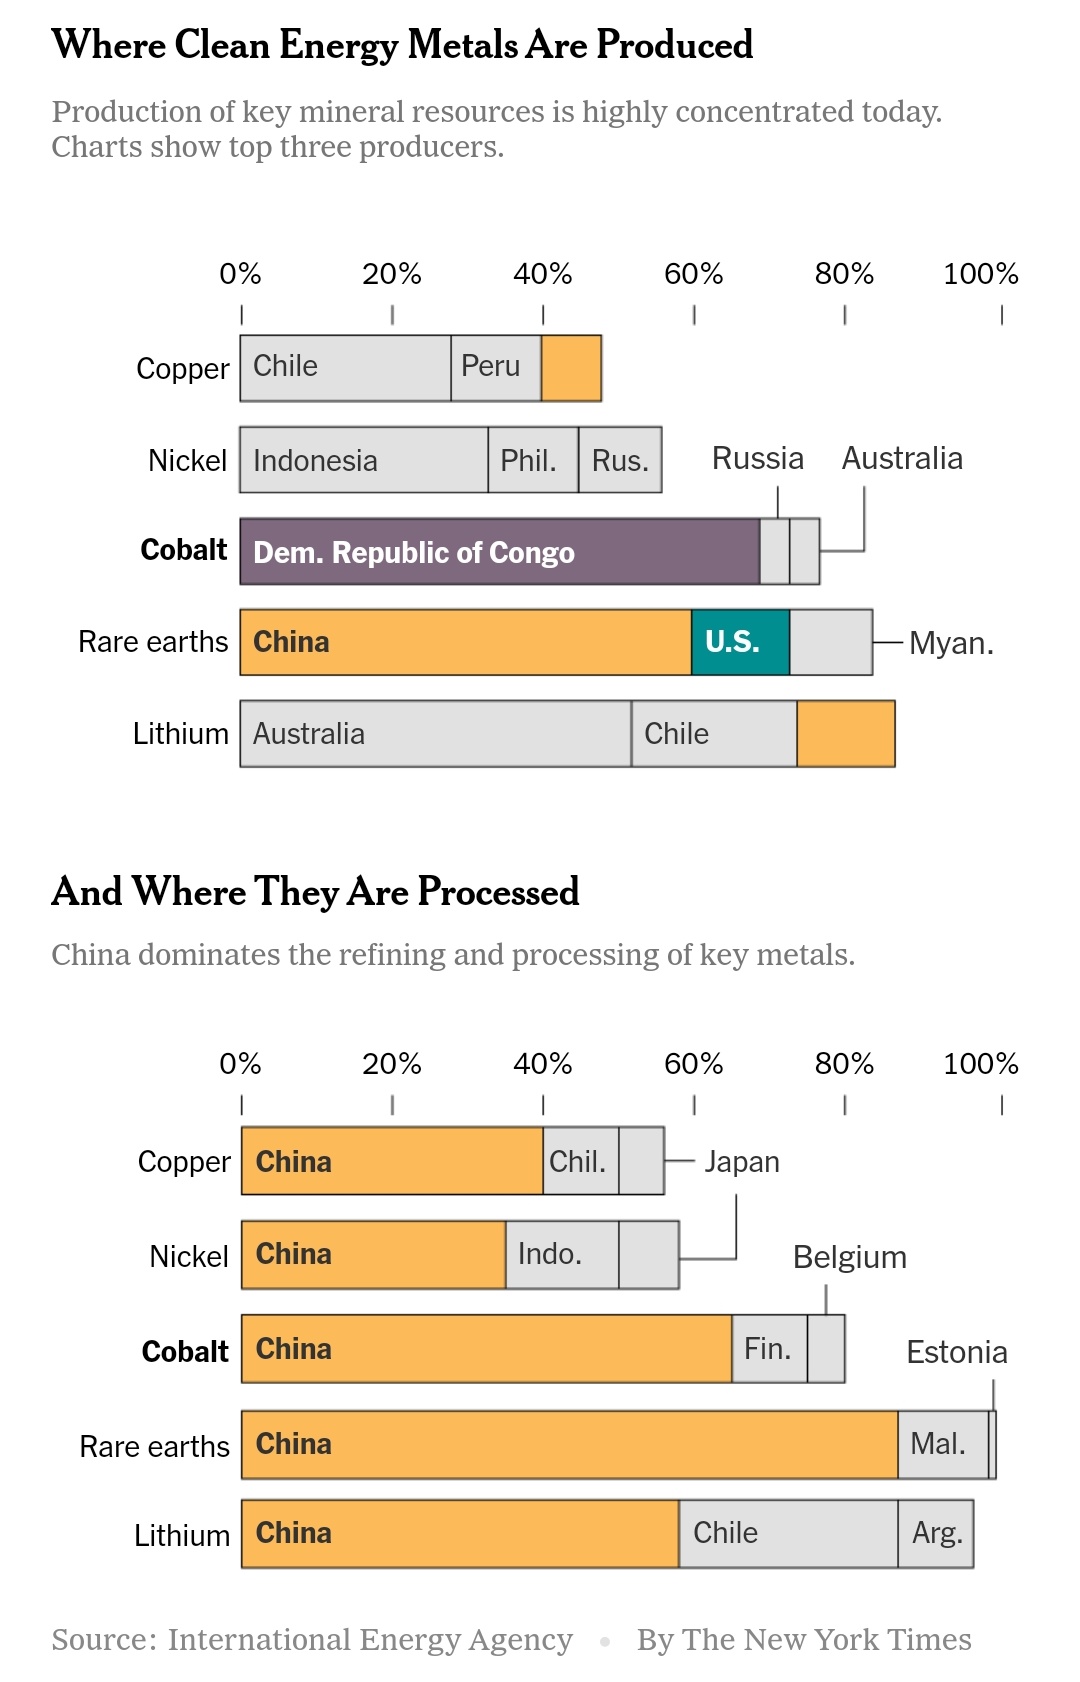 Where Clean Energy Metals Are Produced
Production of key mineral resources is highly concentrated today.
Charts show top three producers.
0% 20% 40% 60% 80% 100%
Copper Chile Peru
Nickel Indonesia Phil. Rus. Russia Australia
Cobalt Dem. Republic of Congo
Rare earths China U.S. Myan.
Lithium Australia Chile
And Where They Are Processed
China dominates the refining and processing of key metals.
0% 20% 40% 60% 80% 100%
Copper China Chil. Japan
Nickel China Indo. Belgium
Cobalt China Fin. Estonia
Rare earths China Mal.
Lithium China Chile Arg.
Source: International Energy Agency • By The New York Times